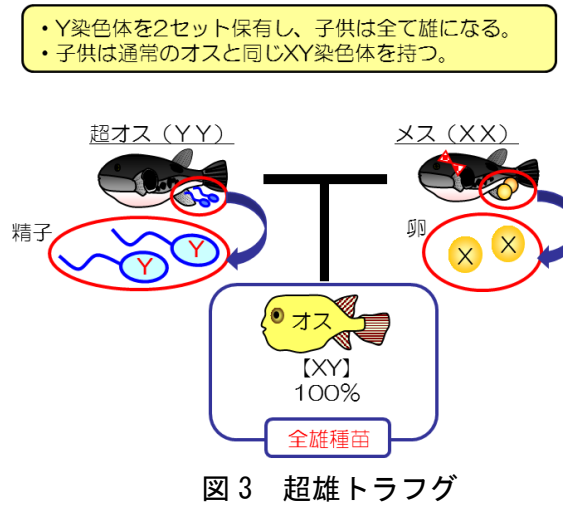 ・Y染色体を2セット保有し、子供は全て雄になる。
・子供は通常のオスと同じXY染色体を持つ。
超オス（ＹＹ）
メス（ＸＸ）
精子
Y
Y
卵
X
X
オス
【XY】
100%
全雄種苗
図３　超雄トラフグ